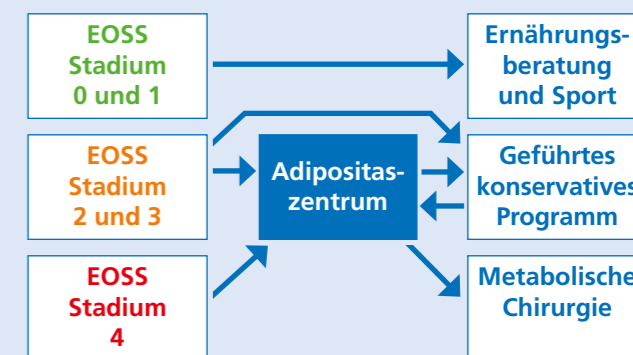 EOSS
Stadium
0 und 1
Ernährungs-
beratung
und Sport
EOSS
Stadium
2 und 3
Adipositas-
zentrum
Geführtes
konservatives
Programm
EOSS
Stadium
4
Metabolische
Chirurgie